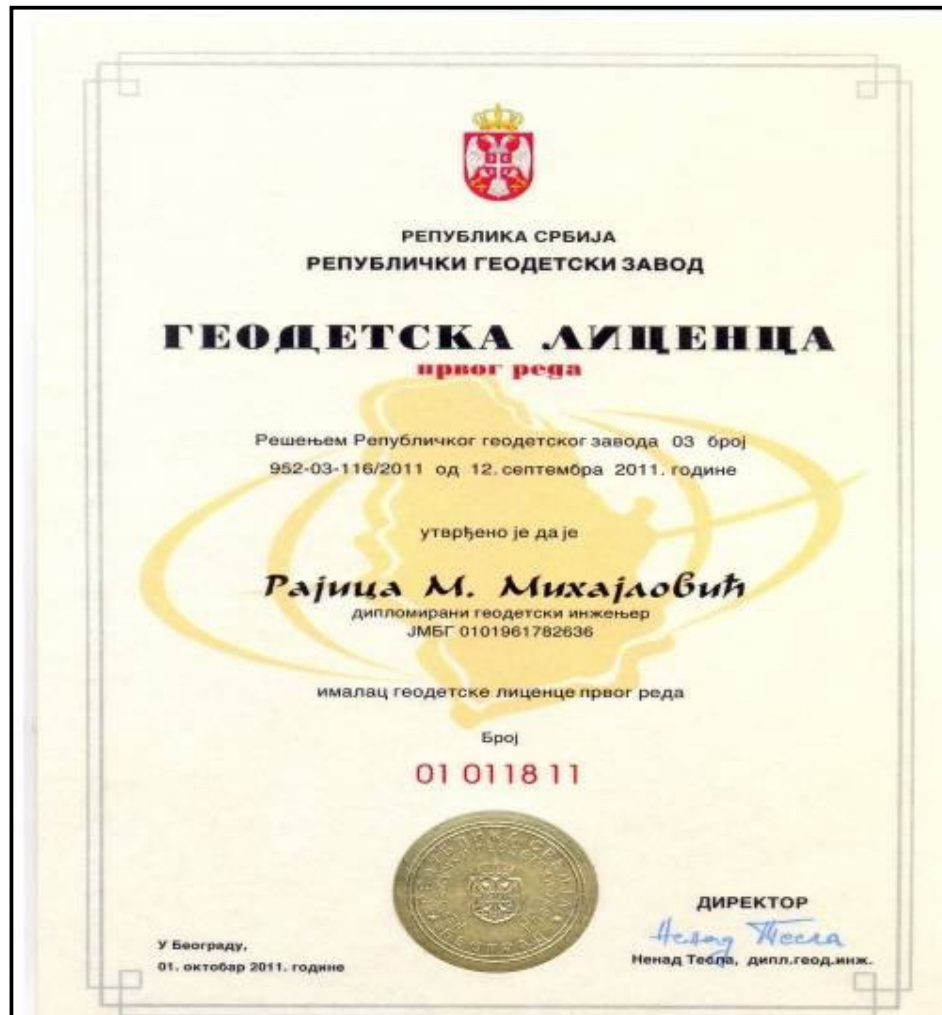 РЕПУБЛИКА СРБИЈА
РЕПУБЛИЧКИ ГЕОДЕТСКИ ЗАВОД
ГЕОДЕТСКА ЛИЦЕНЦА
првог реда
Решењем Републичког геодетског завода 03 број
952-03-116/2011 од 12. септембра 2011. године
утврђено је да је
Рајица М. Михајловић
дипломирани геодетски инжењер
ЈМБГ 0101961782636
ималац геодетске лиценце првог реда
Број
01 0118 11
ДИРЕКТОР
Ненад Тесла
У Београду,
01. октобар 2011. године
Ненад Тесла, дипл.геод.инж.